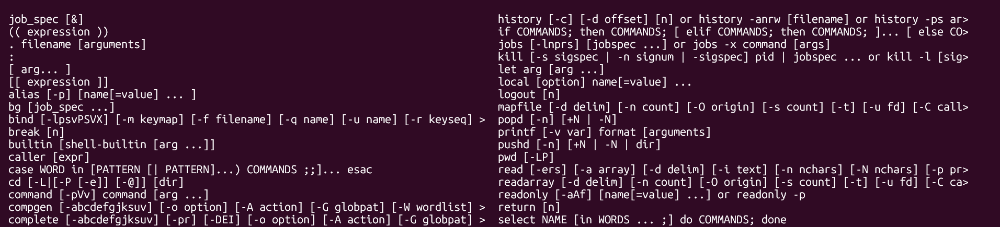 job_spec [&]                                                                  history [-c] [-d offset] [n] or history -anrw [filename] or history -ps ar>
(( expression ))                                                              if COMMANDS; then COMMANDS; [ elif COMMANDS; then COMMANDS; ]... [ else CO>
. filename [arguments]                                                        jobs [-lnprs] [jobspec ...] or jobs -x command [args]
:                                                                             kill [-s sigspec | -n signum | -sigspec] pid | jobspec ... or kill -l [sig>
[ arg... ]                                                                    let arg [arg ...]
[[ expression ]]                                                              local [option] name[=value] ...
alias [-p] [name[=value] ... ]                                                logout [n]
bg [job_spec ...]                                                             mapfile [-d delim] [-n count] [-O origin] [-s count] [-t] [-u fd] [-C call>
bind [-lpsvPSVX] [-m keymap] [-f filename] [-q name] [-u name] [-r keyseq] >  popd [-n] [+N | -N]
break [n]                                                                     printf [-v var] format [arguments]
builtin [shell-builtin [arg ...]]                                             pushd [-n] [+N | -N | dir]
caller [expr]                                                                 pwd [-LP]
case WORD in [PATTERN [| PATTERN]...) COMMANDS ;;]... esac                    read [-ers] [-a array] [-d delim] [-i text] [-n nchars] [-N nchars] [-p pr>
cd [-L|[-P [-e]] [-@]] [dir]                                                  readarray [-d delim] [-n count] [-O origin] [-s count] [-t] [-u fd] [-C ca>
command [-pVv] command [arg ...]                                              readonly [-aAf] [name[=value] ...] or readonly -p
compgen [-abcdefgjksuv] [-o option] [-A action] [-G globpat] [-W wordlist] >  return [n]
complete [-abcdefgjksuv] [-pr] [-DEI] [-o option] [-A action] [-G globpat] >  select NAME [in WORDS ... ;] do COMMANDS; done